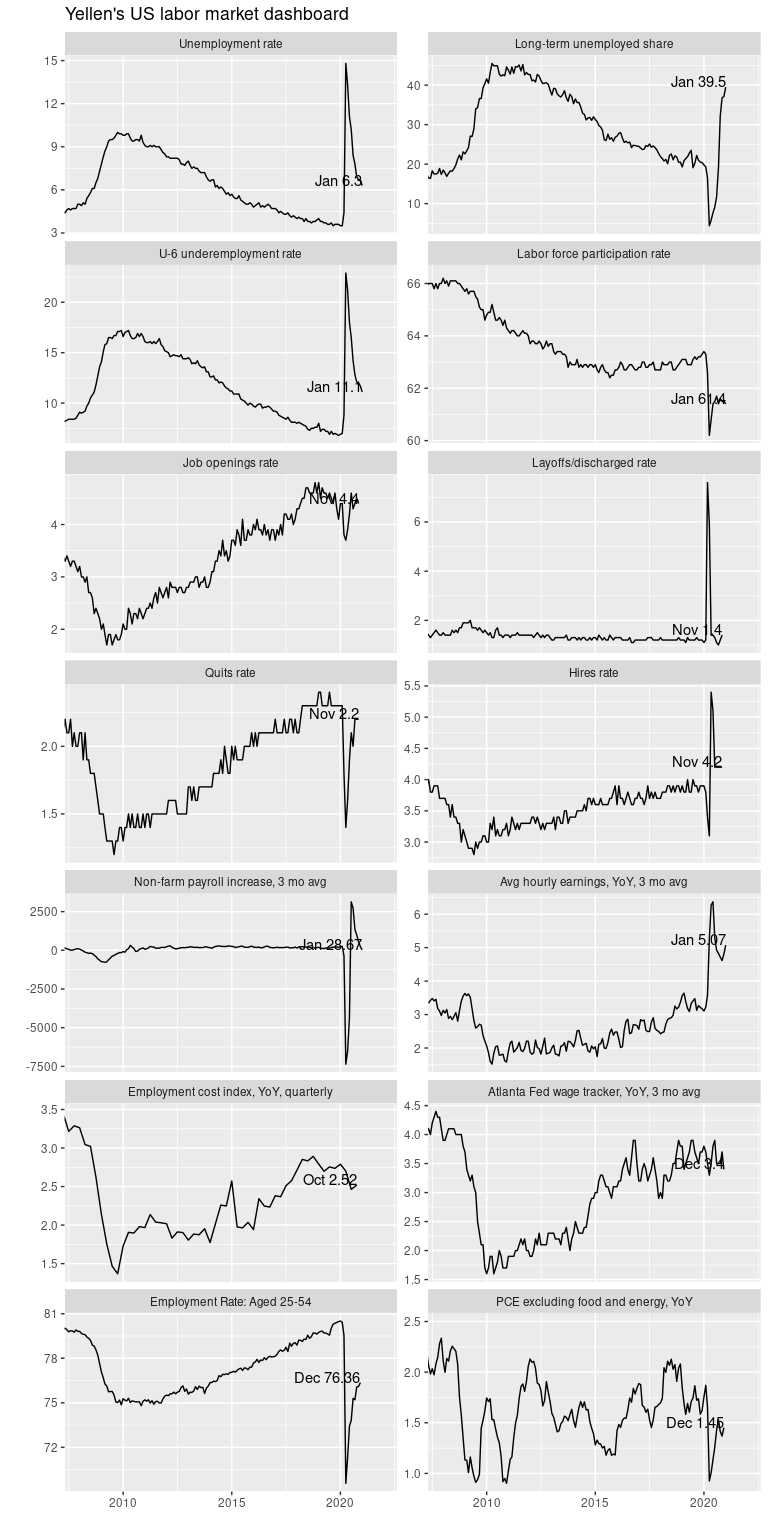 Yellen's US labor market dashboard
Unemployment rate
Long-term unemployed share
15
12
9
6
3
Jan 6.3
40
30
20
10
Jan 39.5
U-6 underemployment rate
Labor force participation rate
20
15
10
Jan 11.1
66
64
62
60
Jan 61.4
Job openings rate
Layoffs/discharged rate
4
3
2
Nov 4.4
6
4
2
Nov 1.4
Quits rate
Hires rate
2.0
1.5
Nov 2.2
5.5
5.0
4.5
4.0
3.5
3.0
Nov 4.2
Non-farm payroll increase, 3 mo avg
Avg hourly earnings, YoY, 3 mo avg
2500
0
-2500
-5000
-7500
Jan 28.67
6
5
4
3
2
Jan 5.07
Employment cost index, YoY, quarterly
Atlanta Fed wage tracker, YoY, 3 mo avg
3.5
3.0
2.5
2.0
1.5
Oct 2.52
4.5
4.0
3.5
3.0
2.5
2.0
1.5
Dec 3.4
Employment Rate: Aged 25-54
PCE excluding food and energy, YoY
81
78
75
72
Dec 76.36
2.5
2.0
1.5
1.0
Dec 1.45
2010
2015
2020
2010
2015
2020